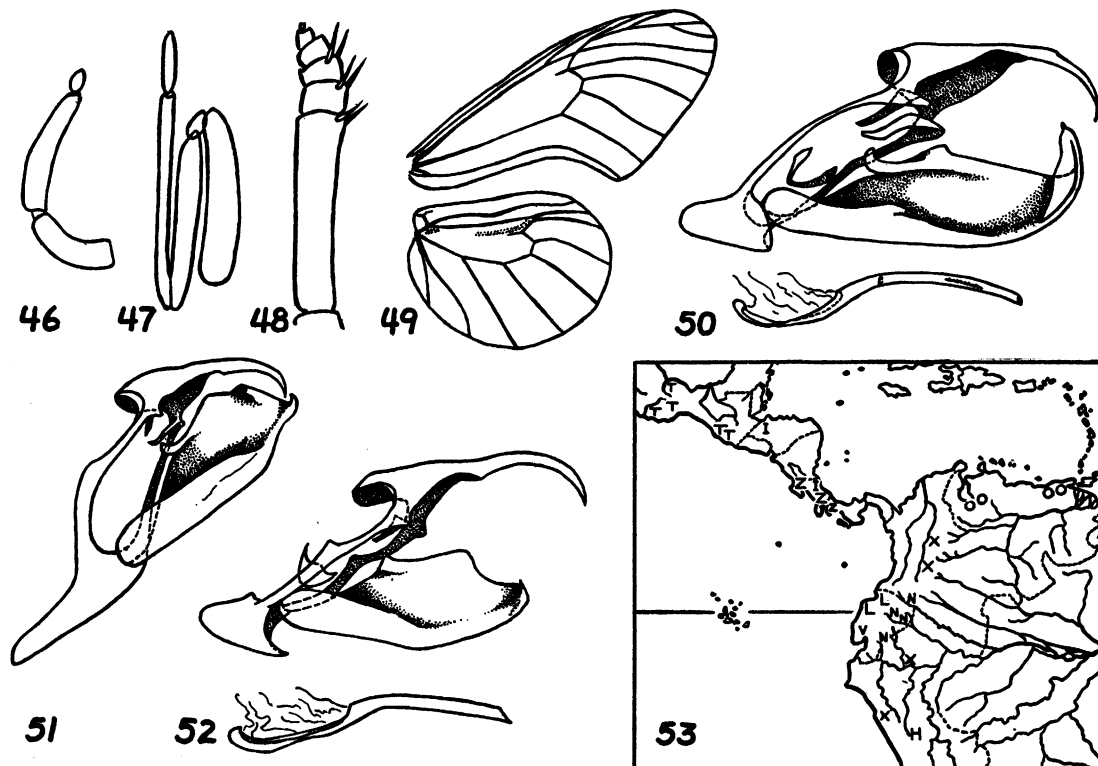 46 47 48 49 50
51 52 53
T
T T
T T I
Z I
Z
Z
O O O O
X
X
L L N
N N
V N
X
X H